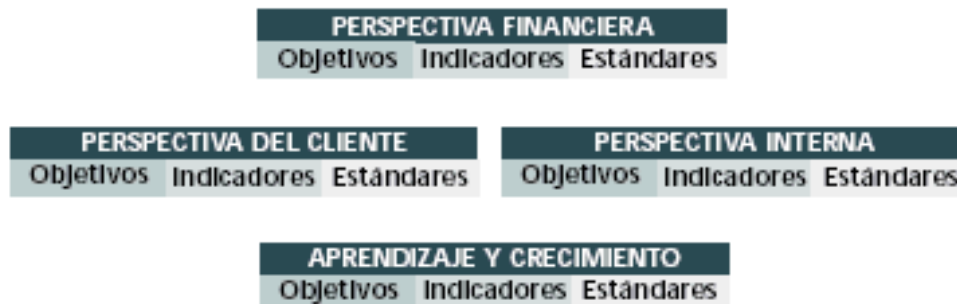 PERSPECTIVA FINANCIERA
Objetivos Indicadores Estándares
PERSPECTIVA DEL CLIENTE
Objetivos Indicadores Estándares
PERSPECTIVA INTERNA
Objetivos Indicadores Estándares
APRENDIZAJE Y CRECIMIENTO
Objetivos Indicadores Estándares